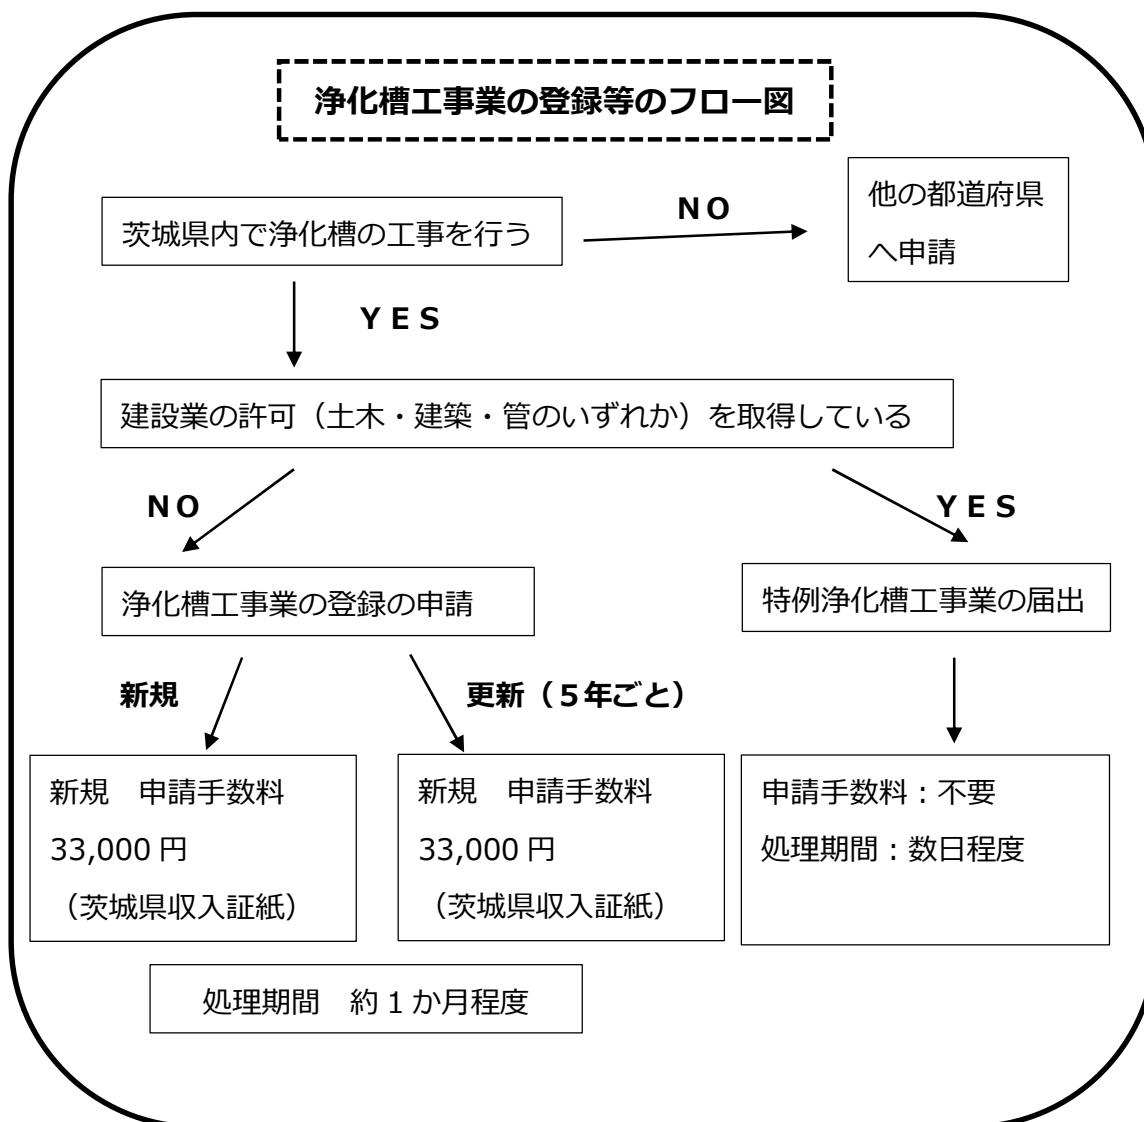 浄化槽工事業の登録等のフロー図
茨城県内で浄化槽の工事を行う
NO
他の都道府県
へ申請
YES
建設業の許可（土木・建築・管のいずれか）を取得している
NO
YES
浄化槽工事業の登録の申請
特例浄化槽工事業の届出
新規
更新（５年ごと）
新規　申請手数料
33,000 円
（茨城県収入証紙）
新規　申請手数料
33,000 円
（茨城県収入証紙）
申請手数料：不要
処理期間：数日程度
処理期間　約 1 か月程度